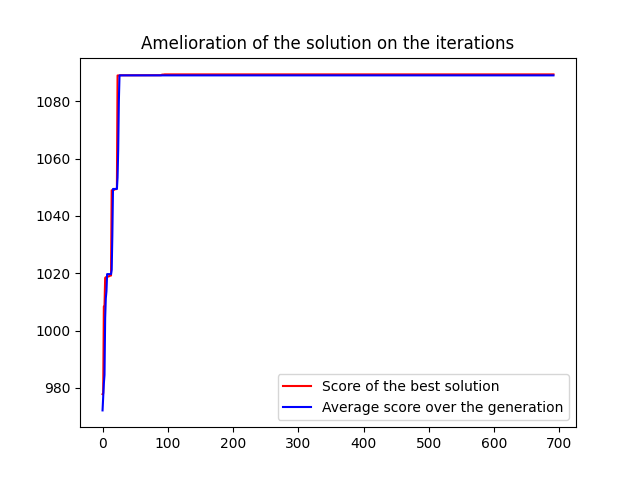 Amelioration of the solution on the iterations
1080
1060
1040
1020
1000
980
Score of the best solution
Average score over the generation
0 100 200 300 400 500 600 700